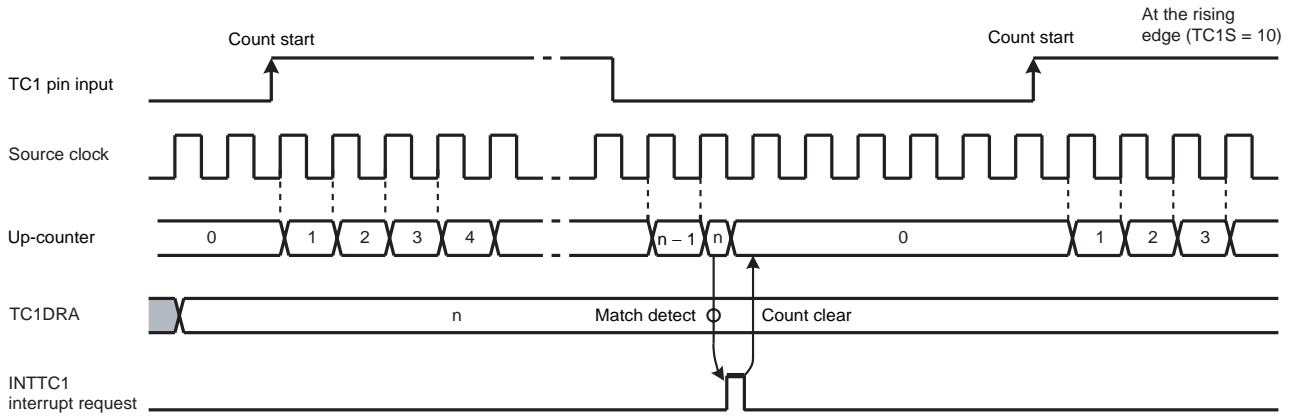 At the rising
edge (TC1S = 10)
Count start
Count start
TC1 pin input
Source clock
Up-counter
0 1 2 3 4 n − 1 n 0 1 2 3
TC1DRA
n
Match detect
Count clear
INTTC1
interrupt request